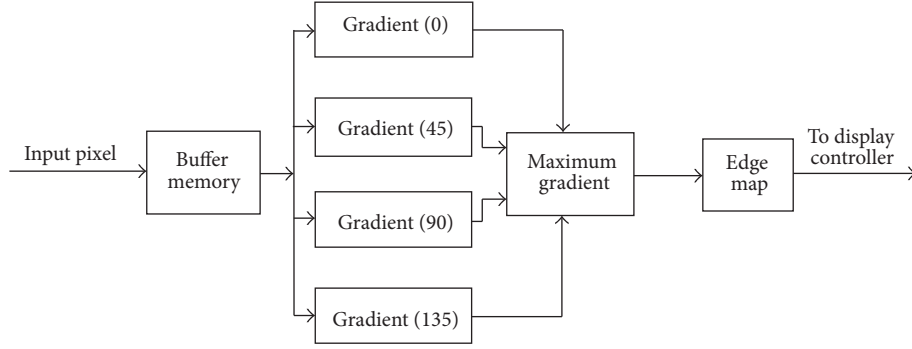 Gradient (0)
Input pixel
Buffer
memory
Gradient (45)
Gradient (90)
Gradient (135)
Maximum
gradient
Edge
map
To display
controller